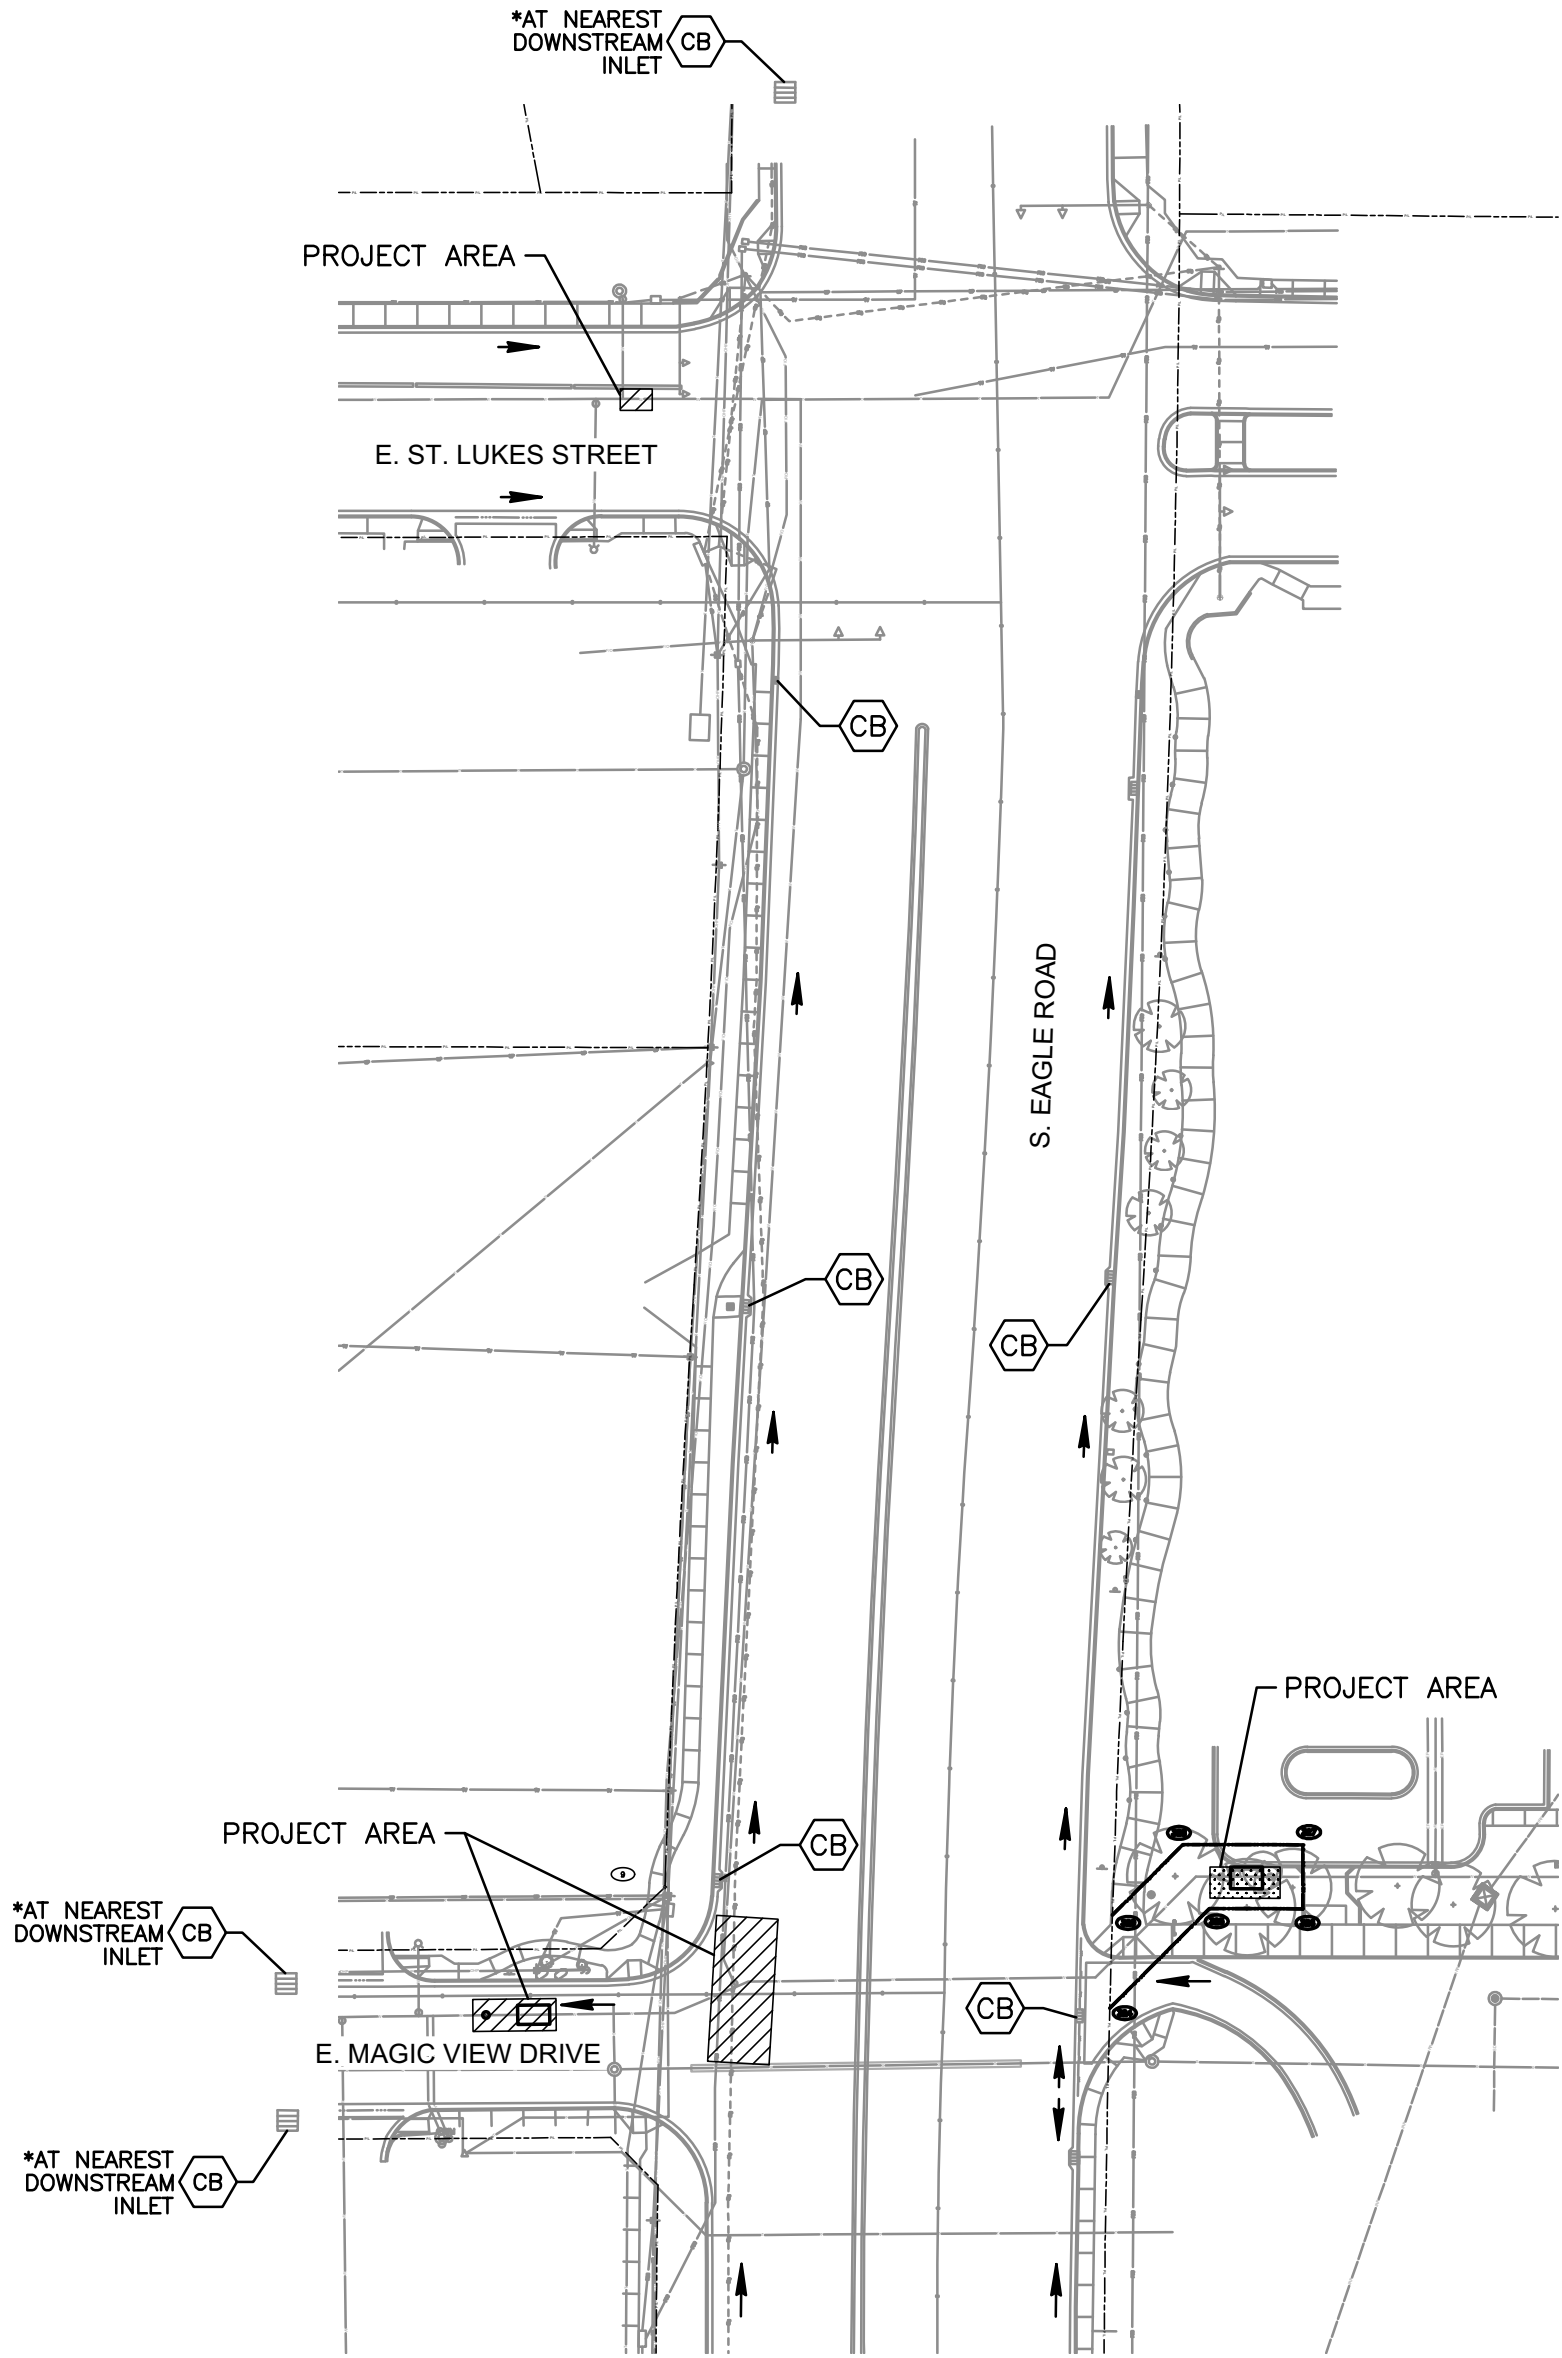 *AT NEAREST
DOWNSTREAM
INLET
CB
PROJECT AREA
E. ST. LUKES STREET
CB
S. EAGLE ROAD
CB
CB
PROJECT AREA
PROJECT AREA
CB
9
*AT NEAREST
DOWNSTREAM
INLET
CB
CB
E. MAGIC VIEW DRIVE
*AT NEAREST
DOWNSTREAM
INLET
CB